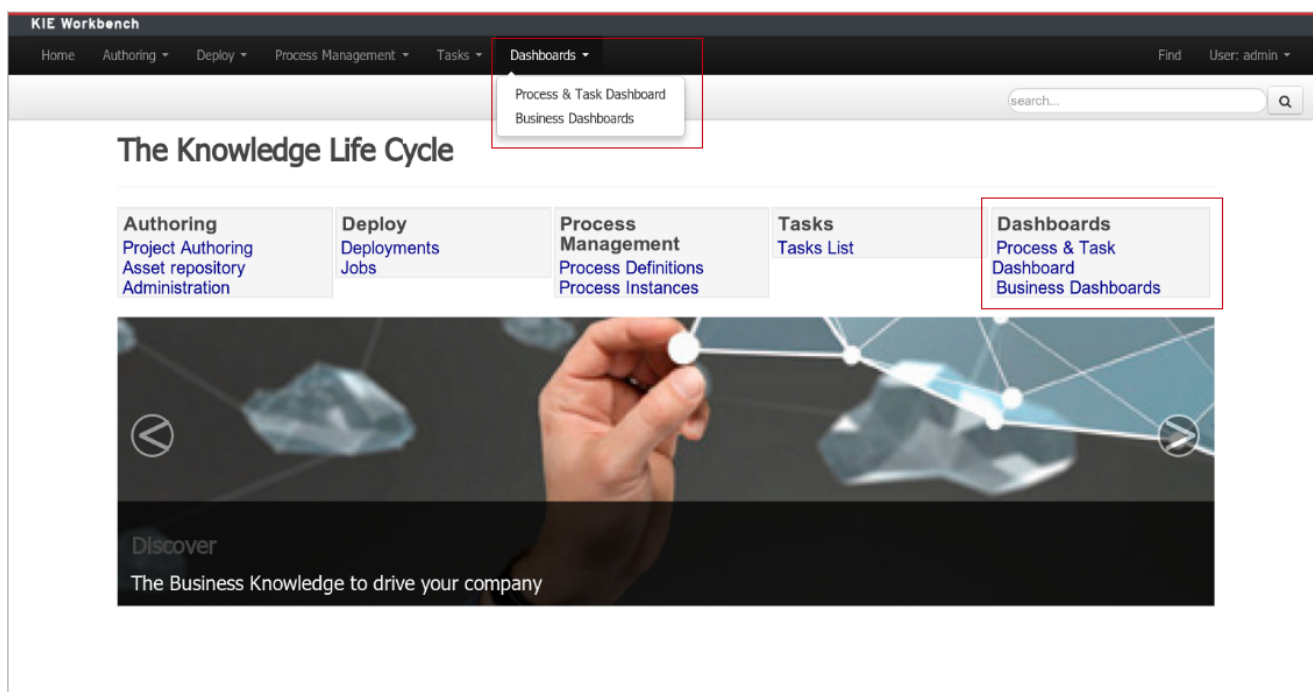 KIE Workbench
Home Authoring Deploy Process Management Tasks Dashboards Find User: admin
Process & Task Dashboard
Business Dashboards
search...
The Knowledge Life Cycle
Authoring
Project Authoring
Asset repository
Administration
Deploy
Deployments
Jobs
Process
Management
Process Definitions
Process Instances
Tasks
Tasks List
Dashboards
Process & Task
Dashboard
Business Dashboards
Discover
The Business Knowledge to drive your company